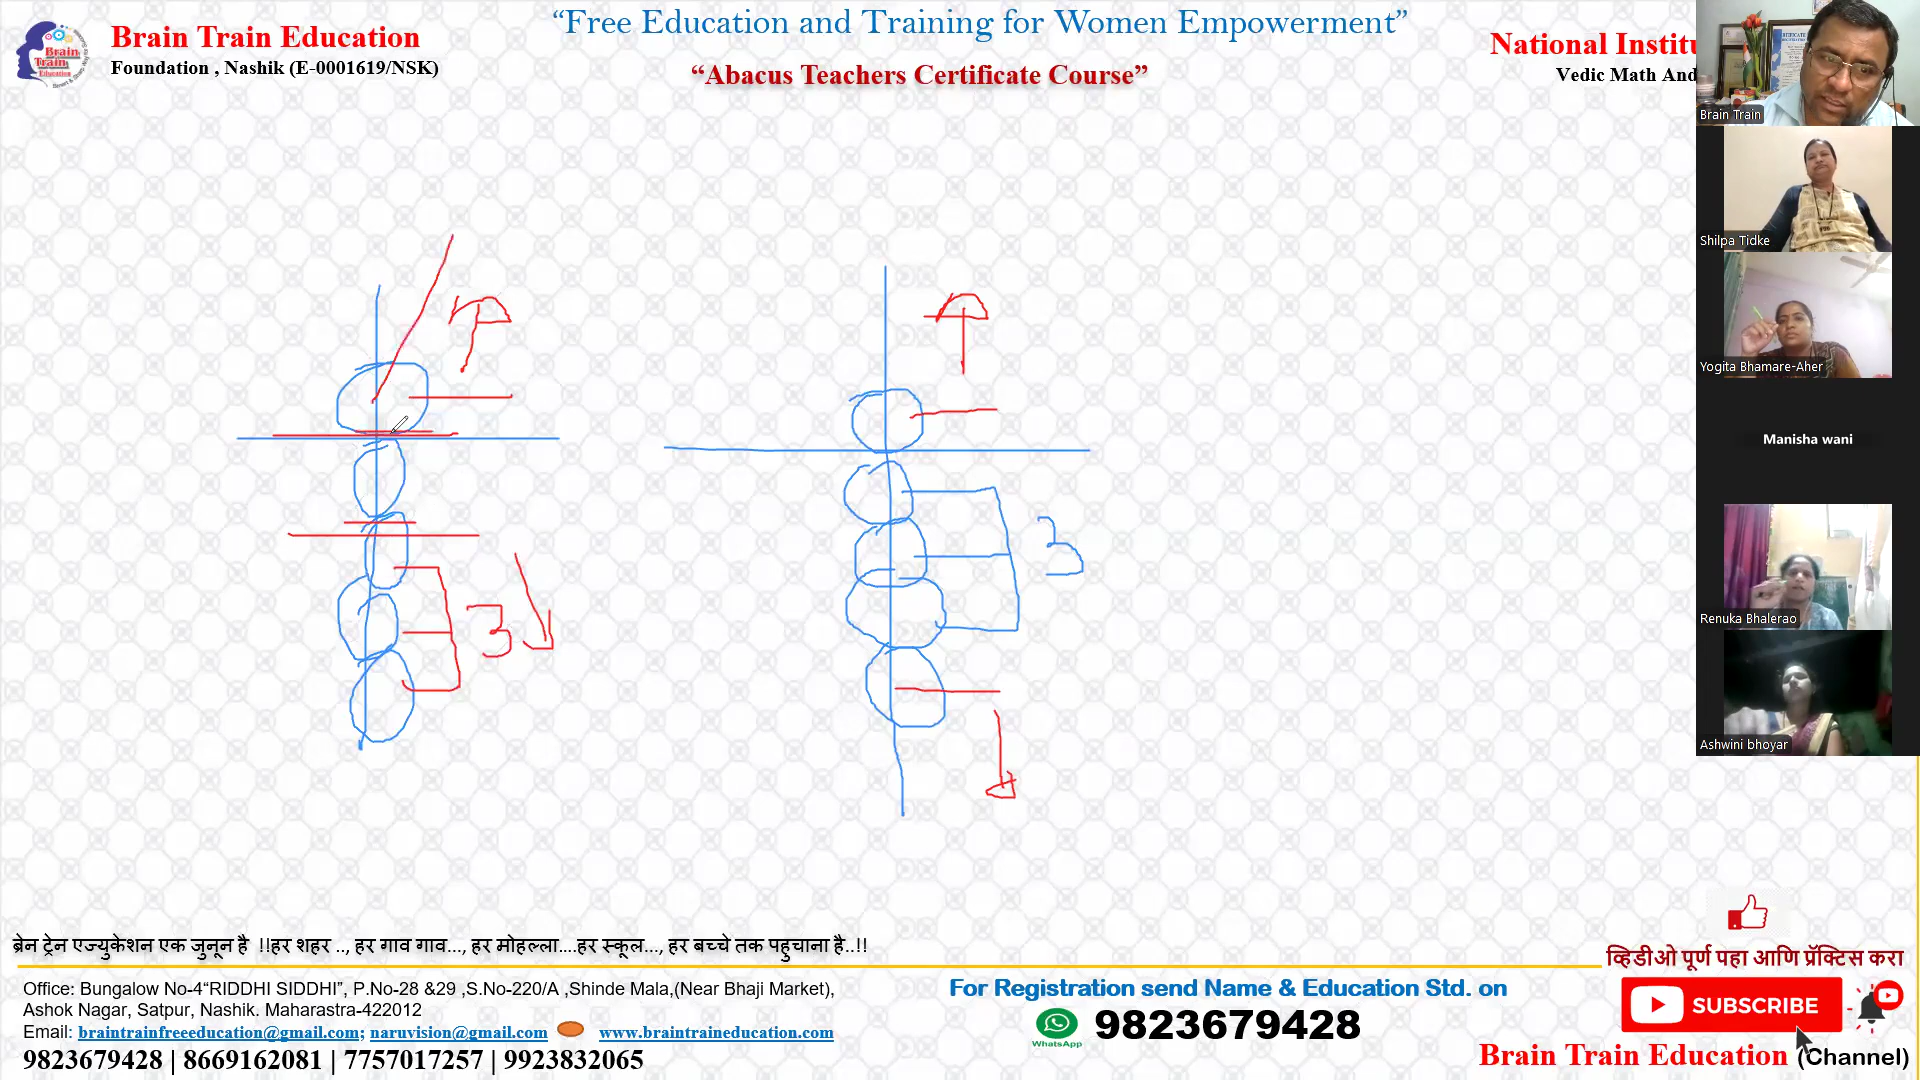 Brain Train Education
Foundation , Nashik (E-0001619/NSK)
Brain
Train
Education
“Free Education and Training for Women Empowerment”
“Abacus Teachers Certificate Course”
National Institu
Vedic Math And
Brain Train
Shilpa Tidke
Yogita Bhamare-Aher
Manisha wani
Renuka Bhalerao
Ashwini bhoyar
3
3
ब्रेन ट्रेन एज्युकेशन एक जुनून है !!हर शहर .., हर गाव गाव..., हर मोहल्ला....हर स्कूल..., हर बच्चे तक पहुचाना है..!!
Office: Bungalow No-4“RIDDHI SIDDHI”, P.No-28 &29 ,S.No-220/A ,Shinde Mala,(Near Bhaji Market),
Ashok Nagar, Satpur, Nashik. Maharastra-422012
Email: braintrainfreeeducation@gmail.com; naruvision@gmail.com www.braintraineducation.com
9823679428 | 8669162081 | 7757017257 | 9923832065
For Registration send Name & Education Std. on
WhatsApp
9823679428
व्हिडीओ पूर्ण पहा आणि प्रॅक्टिस करा
SUBSCRIBE
Brain Train Education (Channel)